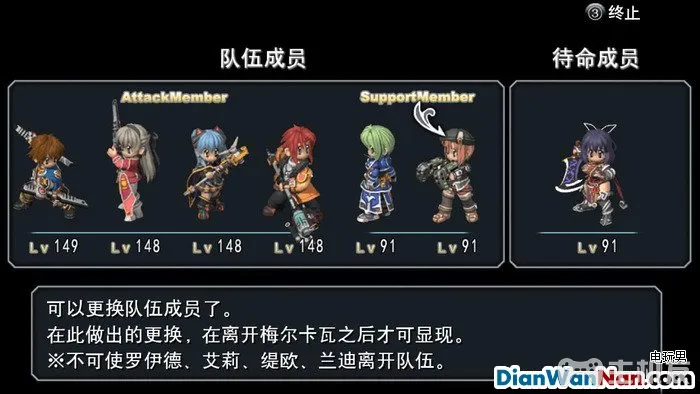 ③ 终止
队伍成员
待命成员
AttackMember
SupportMember
Lv 149
Lv 148
Lv 148
Lv 148
Lv 91
Lv 91
Lv 91
可以更换队伍成员了。
在此做出的更换，在离开梅尔卡瓦之后才可显现。
※不可使罗伊德、艾莉、缇欧、兰迪离开队伍。
电玩男
DianWanNan.com